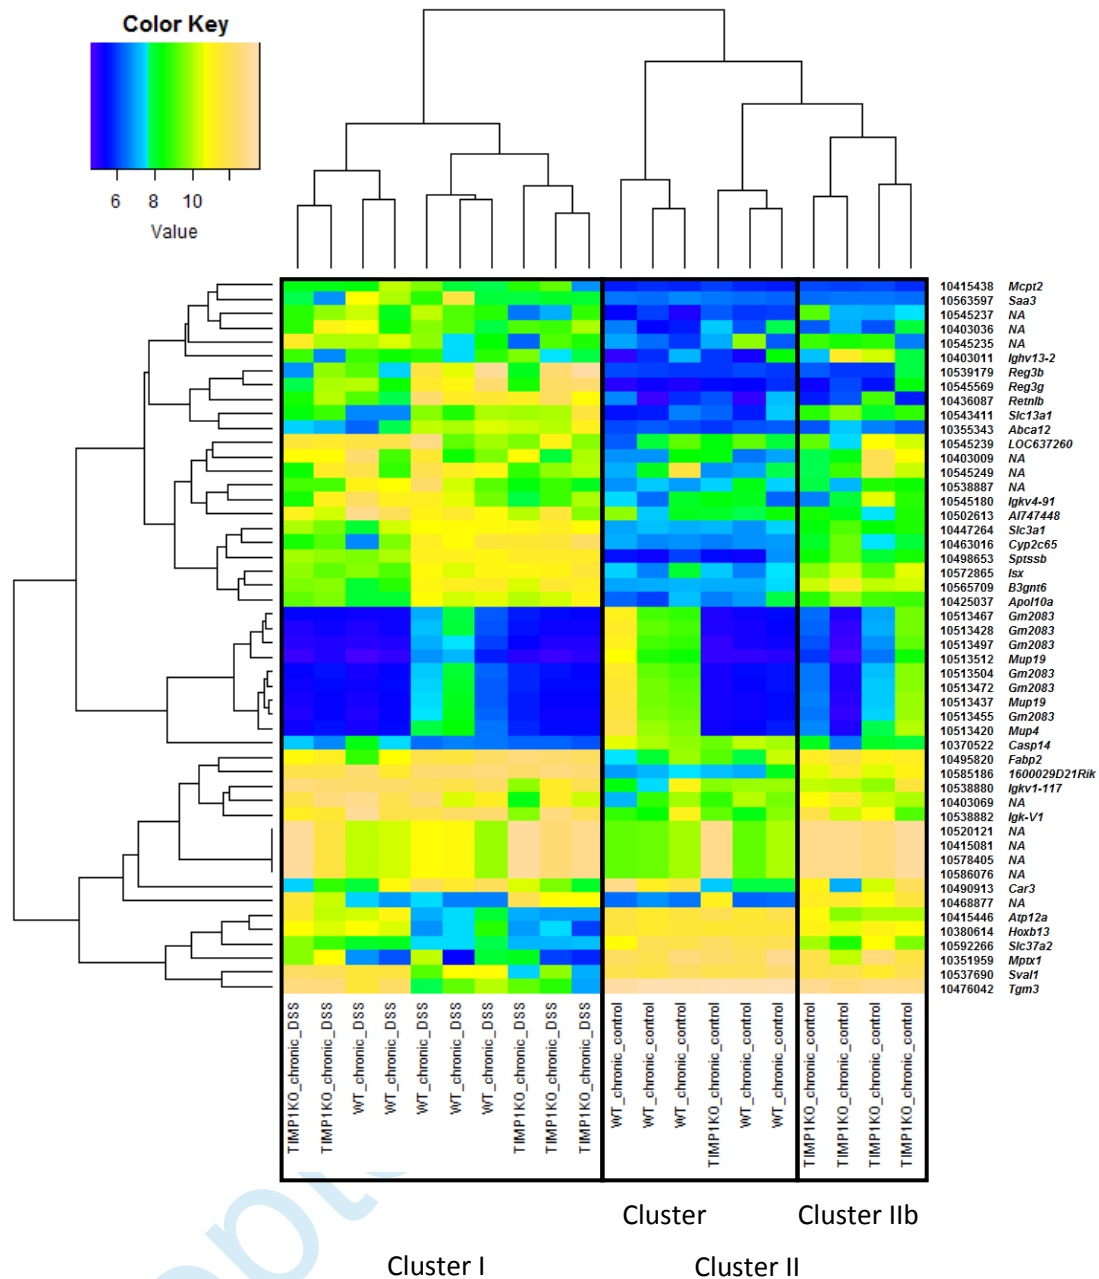 Color Key
6 8 10
Value
10415438 Mcpt2
10563597 Saa3
10545237 NA
10403036 NA
10545235 NA
10403011 Ighv13-2
10539179 Reg3b
10545569 Reg3g
10436087 Retnlb
10543411 Slc13a1
10355343 Abca12
10545239 LOC637260
10403009 NA
10545249 NA
10538887 NA
10545180 Igkv4-91
10502613 AI747448
10447264 Slc3a1
10463016 Cyp2c65
10498653 Sptssb
10572865 Isx
10565709 B3gnt6
10425037 Apol10a
10513467 Gm2083
10513428 Gm2083
10513497 Gm2083
10513512 Mup19
10513504 Gm2083
10513472 Gm2083
10513437 Mup19
10513455 Gm2083
10513420 Mup4
10370522 Casp14
10495820 Fabp2
10585186 1600029D21Rik
10538880 Igkv1-117
10403069 NA
10538882 Igk-V1
10520121 NA
10415081 NA
10578405 NA
10586076 NA
10490913 Car3
10468877 NA
10415446 Atp12a
10380614 Hoxb13
10592266 Slc37a2
10351959 Mptx1
10537690 Sval1
10476042 Tgm3
TIMP1KO_chronic_DSS
TIMP1KO_chronic_DSS
WT_chronic_DSS
WT_chronic_DSS
WT_chronic_DSS
WT_chronic_DSS
WT_chronic_DSS
TIMP1KO_chronic_DSS
TIMP1KO_chronic_DSS
TIMP1KO_chronic_DSS
WT_chronic_control
WT_chronic_control
WT_chronic_control
TIMP1KO_chronic_control
WT_chronic_control
WT_chronic_control
TIMP1KO_chronic_control
TIMP1KO_chronic_control
TIMP1KO_chronic_control
TIMP1KO_chronic_control
Cluster Cluster IIb
Cluster I Cluster II